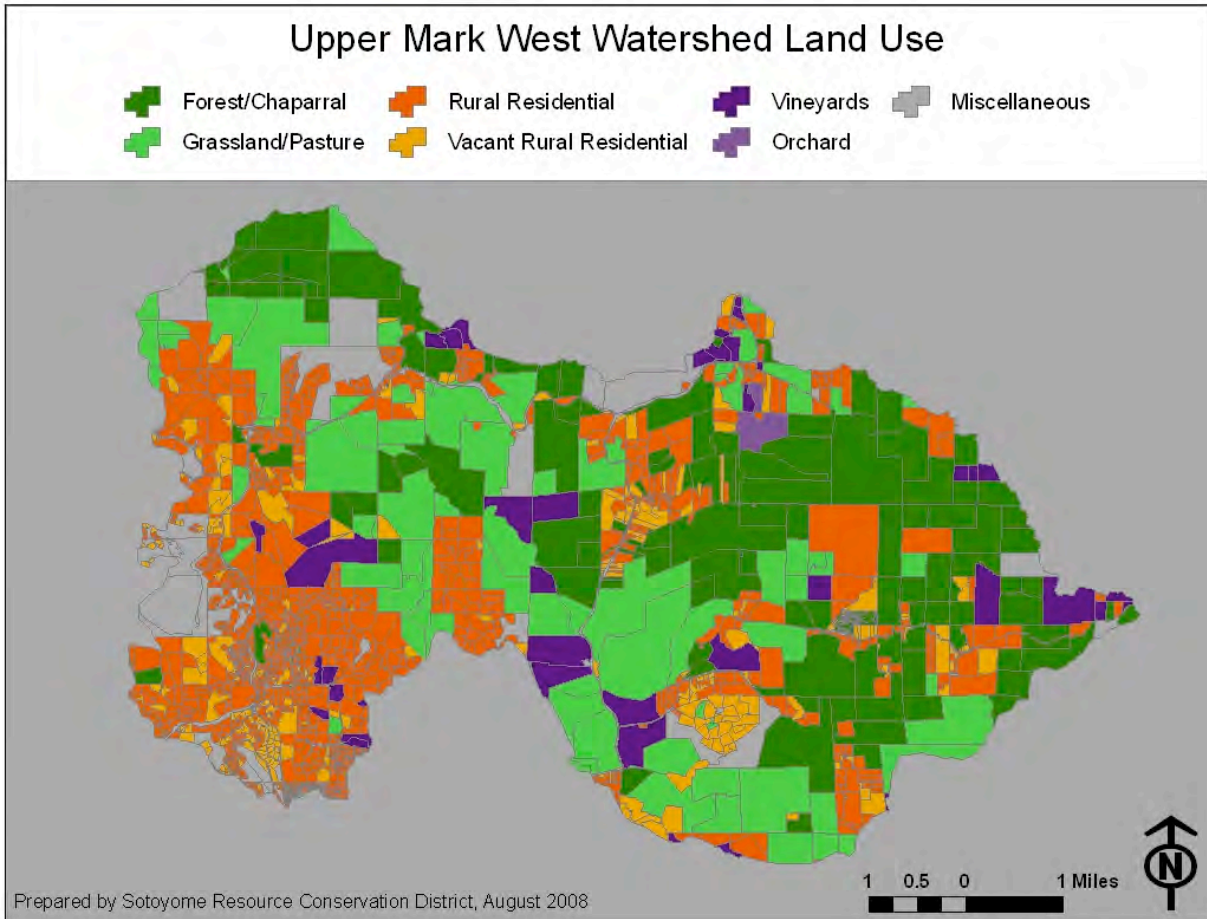 Upper Mark West Watershed Land Use
Forest/Chaparral Rural Residential Vineyards Miscellaneous
Grassland/Pasture Vacant Rural Residential Orchard
N
1 0.5 0 1 Miles
Prepared by Sotoyome Resource Conservation District, August 2008